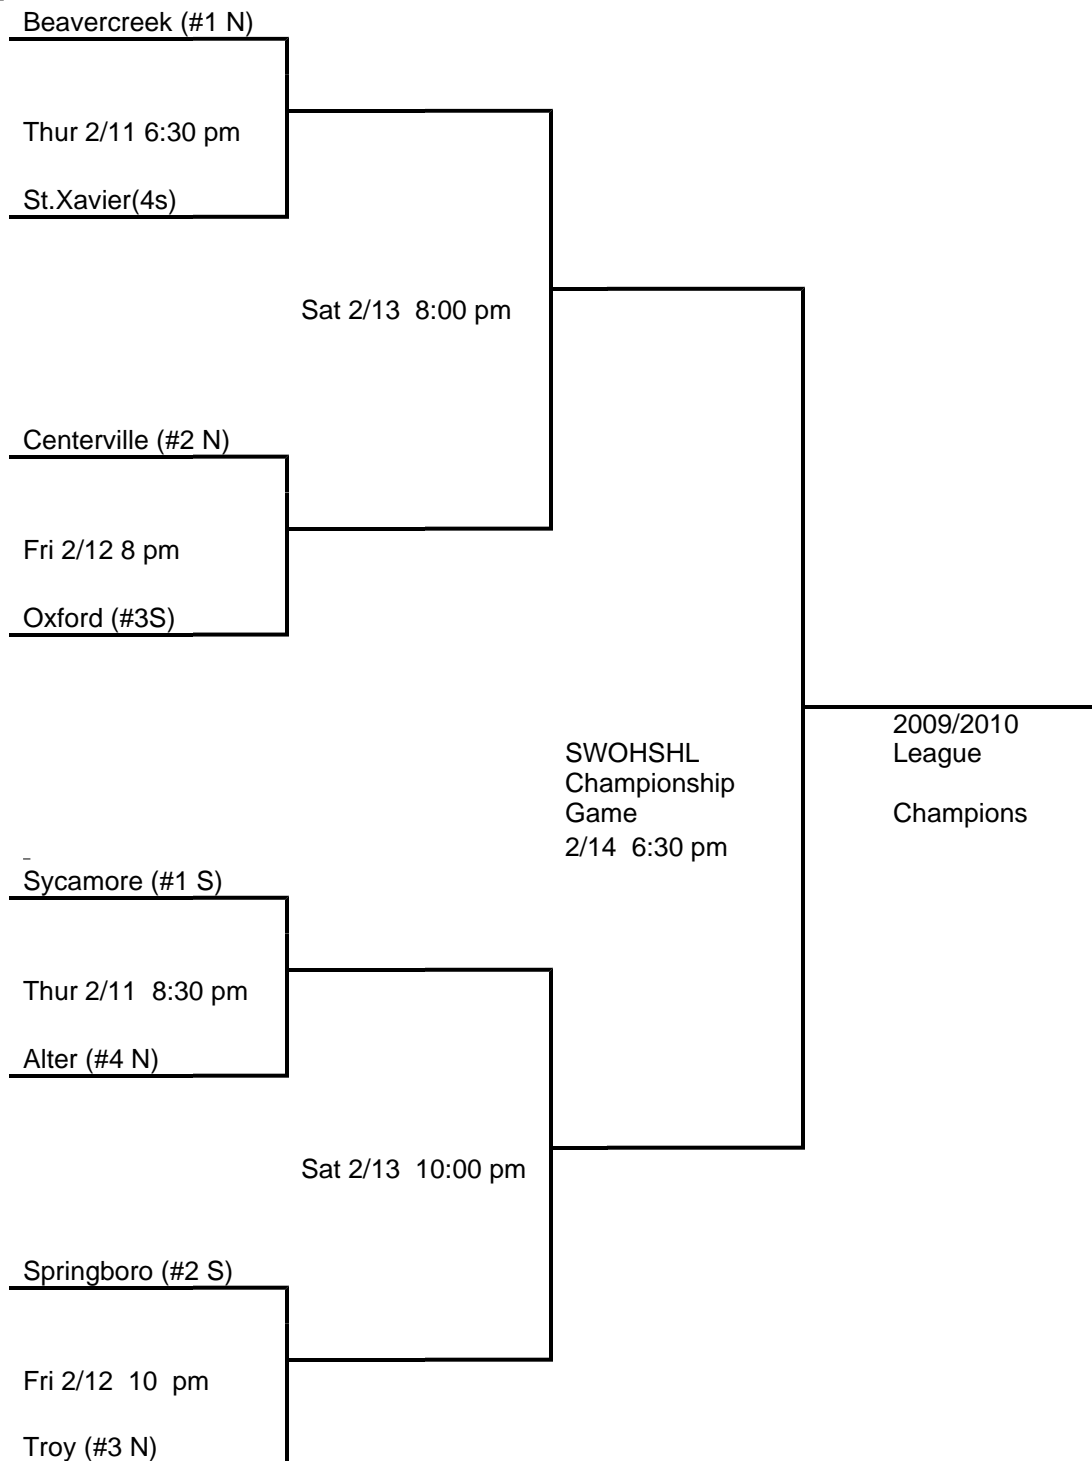 Beavercreek (#1 N)
Thur 2/11 6:30 pm
St.Xavier(4s)
Sat 2/13  8:00 pm
Centerville (#2 N)
Fri 2/12 8 pm
Oxford (#3S)
2009/2010
SWOHSHL
League
Championship
Game
Champions
2/14  6:30 pm
Sycamore (#1 S)
Thur 2/11  8:30 pm
Alter (#4 N)
Sat 2/13  10:00 pm
Springboro (#2 S)
Fri 2/12  10  pm
Troy (#3 N)